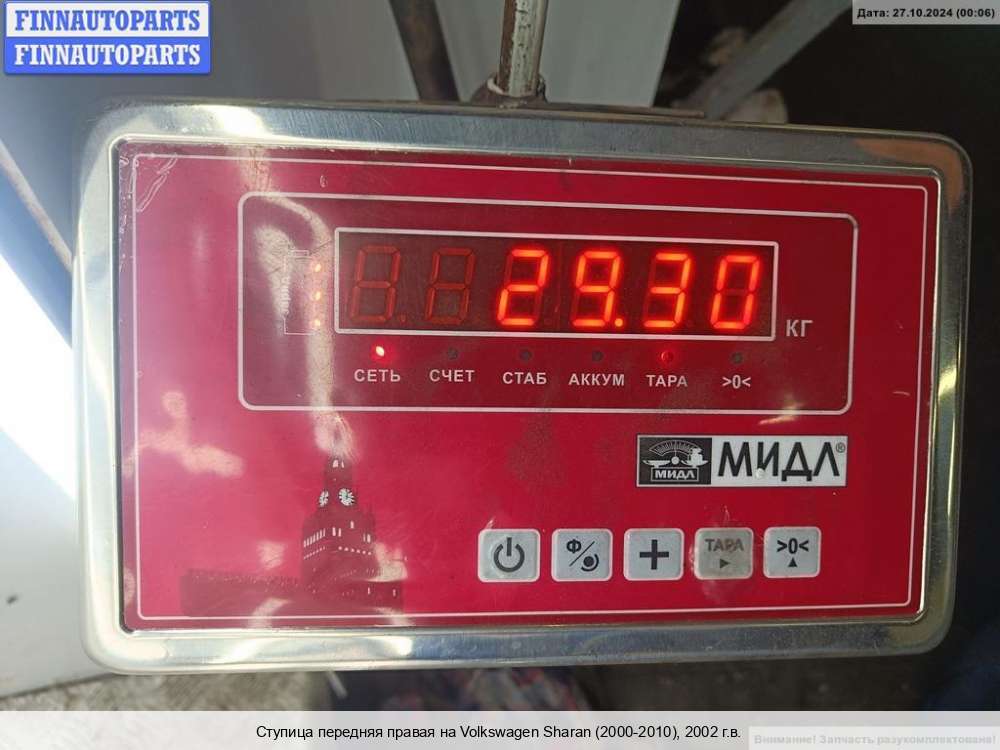 FINNAUTOPARTS
FINNAUTOPARTS
Дата: 27.10.2024 (00:06)
29.30
КГ
СЕТЬ СЧЕТ СТАБ АККУМ ТАРА >0<
МИДЛ МИДЛ®
Ф/ + ТАРА >0<
Ступица передняя правая на Volkswagen Sharan (2000-2010), 2002 г.в.
Внимание! Запчасть разукомплектована!